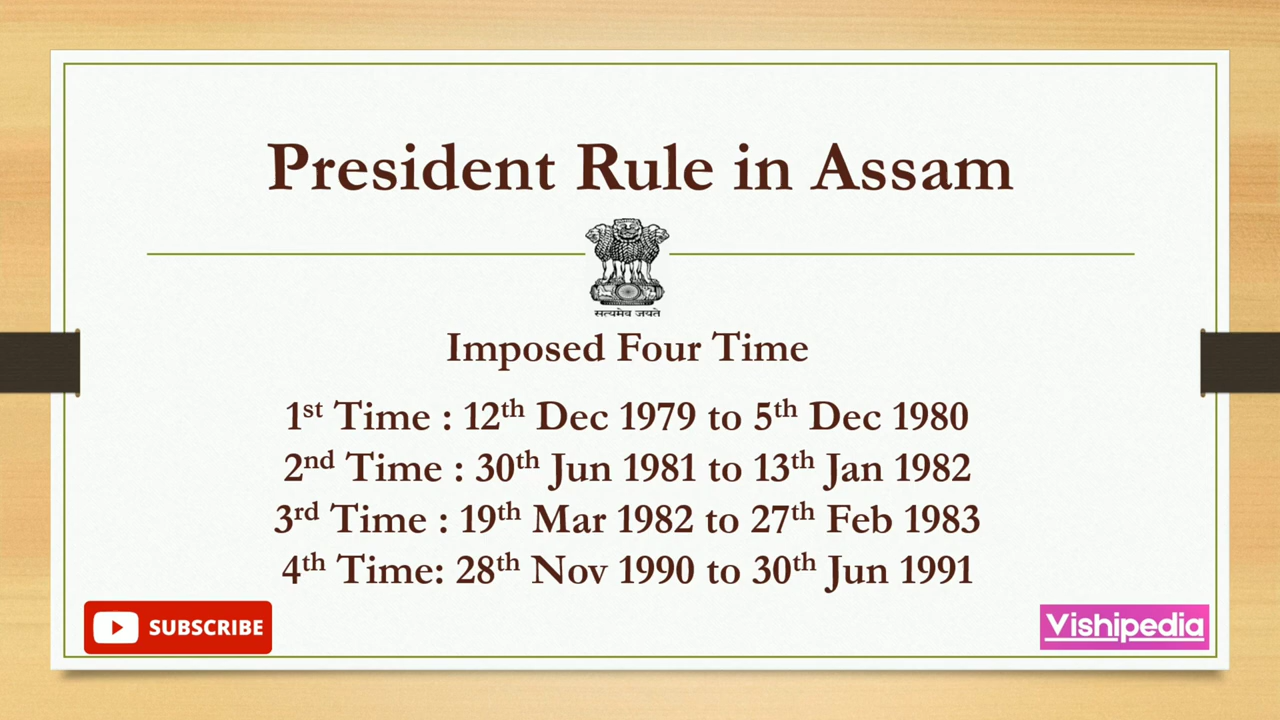 President Rule in Assam
सत्यमेव जयते
Imposed Four Time
1st Time : 12th Dec 1979 to 5th Dec 1980
2nd Time : 30th Jun 1981 to 13th Jan 1982
3rd Time : 19th Mar 1982 to 27th Feb 1983
4th Time: 28th Nov 1990 to 30th Jun 1991
SUBSCRIBE
Vishipedia